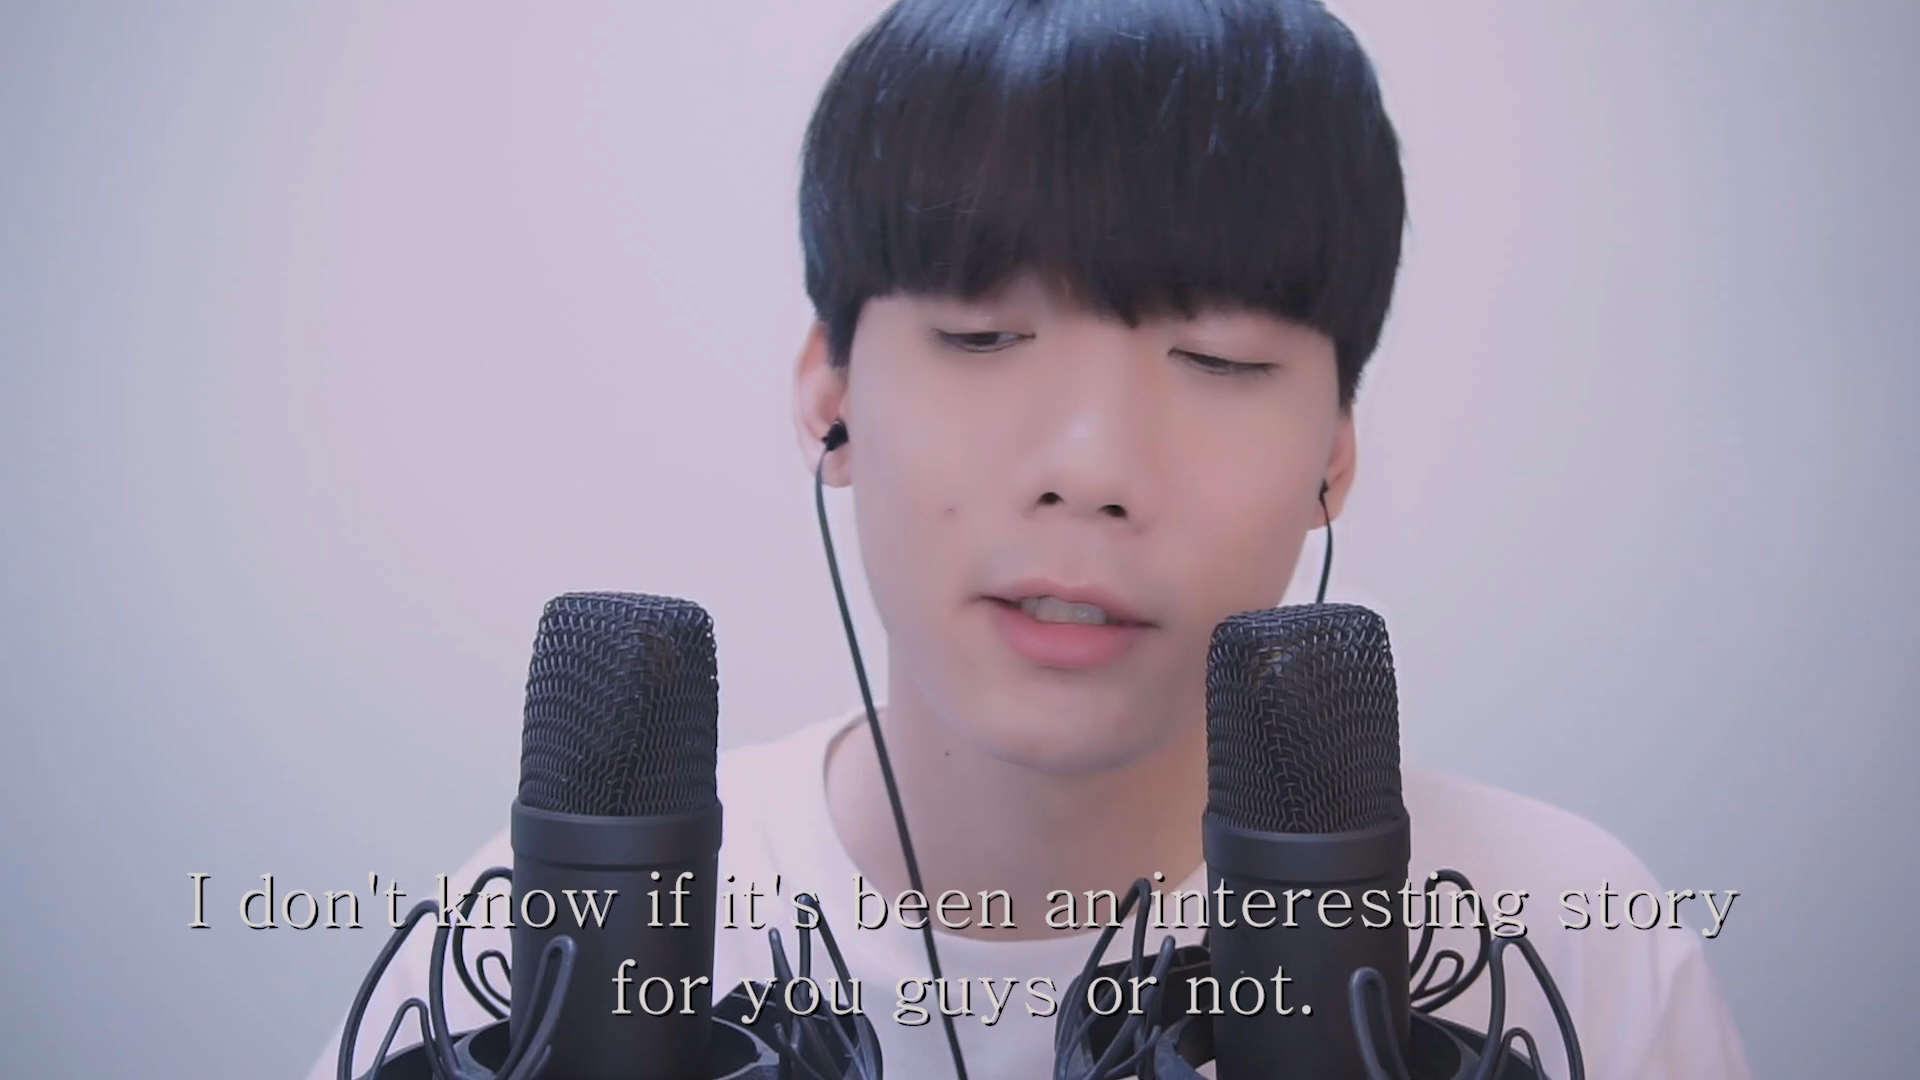 I don't know if it's been an interesting story
for you guys or not.